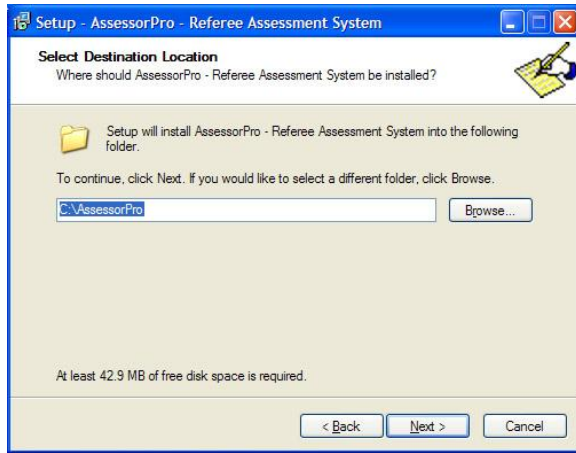 Setup - AssessorPro - Referee Assessment System
Select Destination Location
Where should AssessorPro - Referee Assessment System be installed?
Setup will install AssessorPro - Referee Assessment System into the following
folder.
To continue, click Next. If you would like to select a different folder, click Browse.
C:\AssessorPro
Browse...
At least 42.9 MB of free disk space is required.
< Back
Next >
Cancel